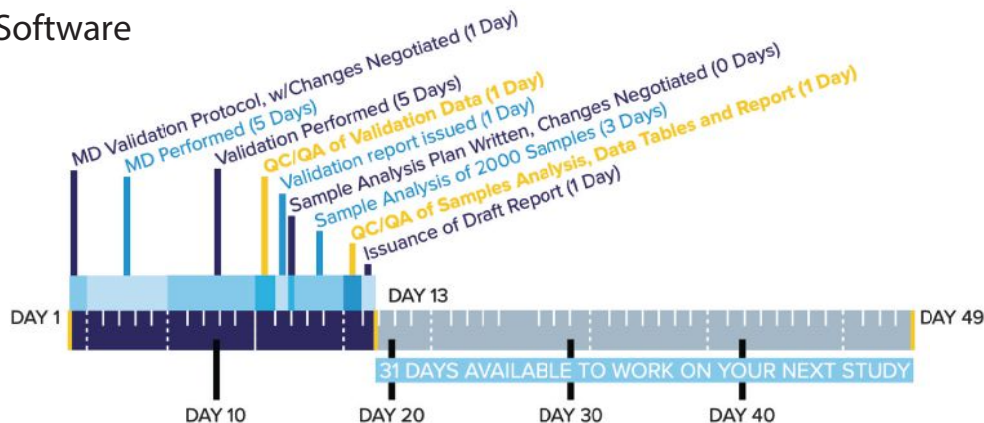 Software
MD Validation Protocol, w/Changes Negotiated (1 Day)
MD Performed (5 Days)
Validation Performed (5 Days)
QC/QA of Validation Data (1 Day)
Validation report issued (1 Day)
Sample Analysis Plan Written, Changes Negotiated (0 Days)
Sample Analysis of 2000 Samples (3 Days)
QC/QA of Samples Analysis, Data Tables and Report (1 Day)
Issuance of Draft Report (1 Day)
DAY 13
DAY 1
DAY 49
31 DAYS AVAILABLE TO WORK ON YOUR NEXT STUDY
DAY 10
DAY 20
DAY 30
DAY 40